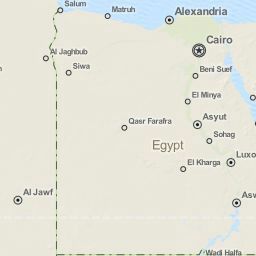 Salum
Matruh
Alexandria
Cairo
Al Jaghbub
Siwa
Beni Suef
El Minya
Qasr Farafra
Asyut
Sohag
Egypt
Luxo
El Kharga
Al Jawf
Asw
Wadi Halfa